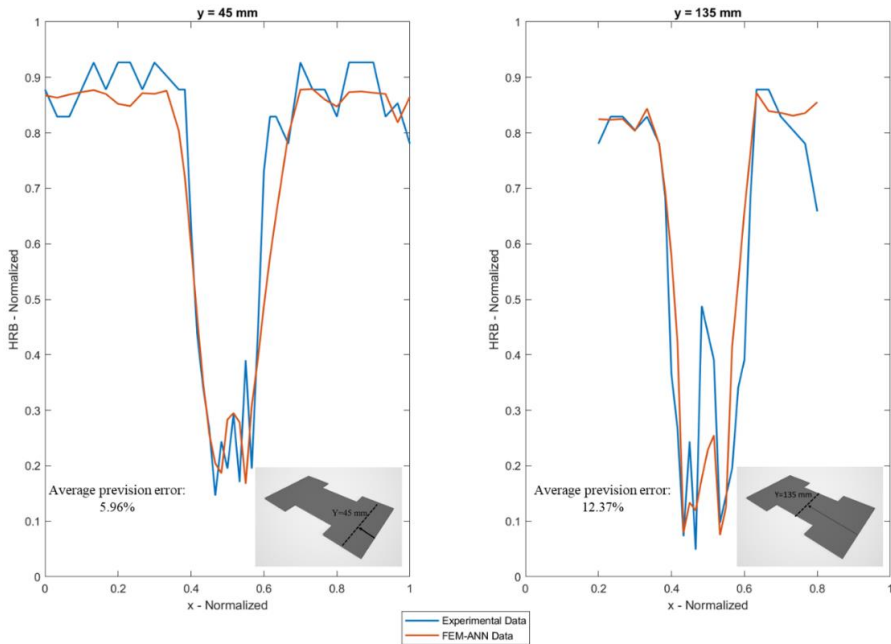 y = 45 mm
HRB - Normalized
1
0.9
0.8
0.7
0.6
0.5
0.4
0.3
0.2
0.1
0
Average prevision error:
5.96%
Y=45 mm
0 0.2 0.4 0.6 0.8 1
x - Normalized
y = 135 mm
HRB - Normalized
1
0.9
0.8
0.7
0.6
0.5
0.4
0.3
0.2
0.1
0
Average prevision error:
12.37%
Y=135 mm
0 0.2 0.4 0.6 0.8 1
x - Normalized
Experimental Data
FEM-ANN Data